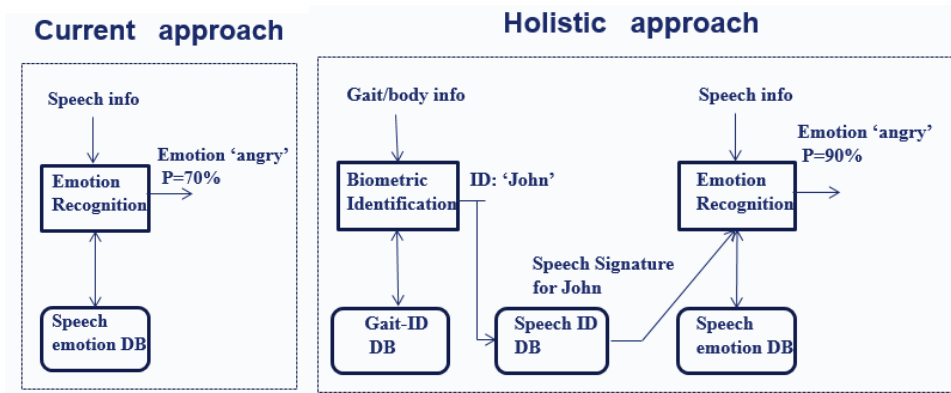 Current approach
Speech info
Emotion ‘angry’
P=70%
Emotion
Recognition
Speech
emotion DB
Holistic approach
Gait/body info
Biometric
Identification
ID: ‘John’
Gait-ID
DB
Speech ID
DB
Speech Signature
for John
Speech info
Emotion ‘angry’
P=90%
Emotion
Recognition
Speech
emotion DB